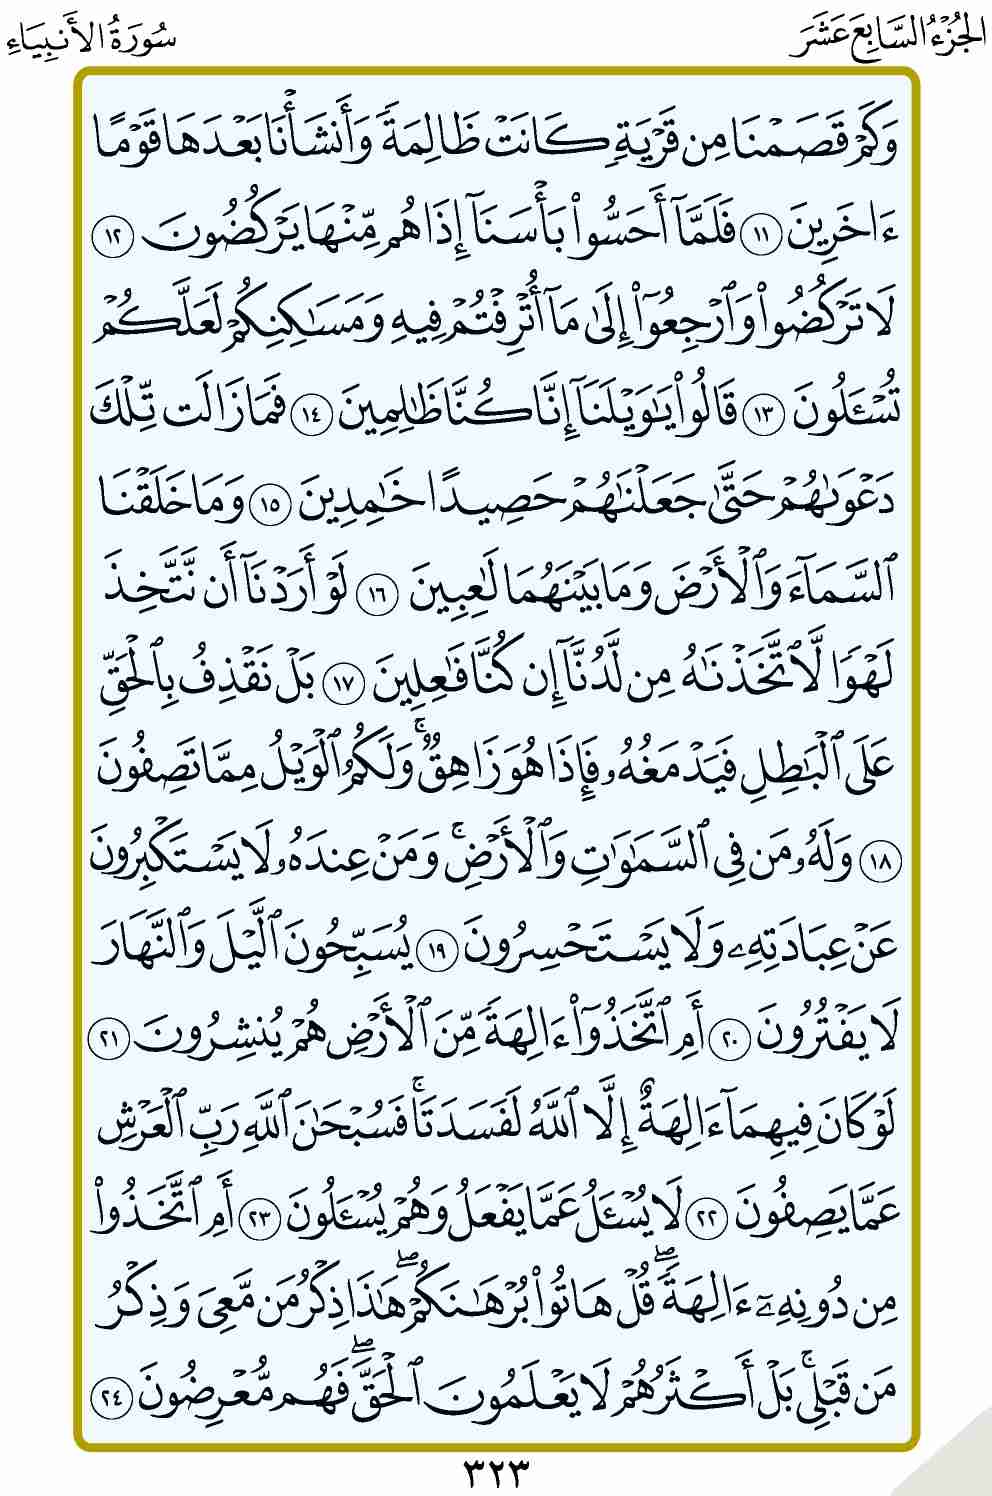 الجُزْءُ السَّابِعَ عَشَرَ
سُورَةُ الأَنبِيَاءِ
وَكَمْ قَصَمْنَا مِن قَرْيَةٍ كَانَتْ ظَالِمَةً وَأَنشَأْنَا بَعْدَهَا قَوْمًا
ءَاخَرِينَ ١١ فَلَمَّآ أَحَسُّوا۟ بَأْسَنَآ إِذَا هُم مِّنْهَا يَرْكُضُونَ ١٢
لَا تَرْكُضُوا۟ وَٱرْجِعُوٓا۟ إِلَىٰ مَآ أُتْرِفْتُمْ فِيهِ وَمَسَـٰكِنِكُمْ لَعَلَّكُمْ
تُسْـَٔلُونَ ١٣ قَالُوا۟ يَـٰوَيْلَنَآ إِنَّا كُنَّا ظَـٰلِمِينَ ١٤ فَمَا زَالَت تِّلْكَ
دَعْوَىٰهُمْ حَتَّىٰ جَعَلْنَـٰهُمْ حَصِيدًا خَـٰمِدِينَ ١٥ وَمَا خَلَقْنَا
ٱلسَّمَآءَ وَٱلْأَرْضَ وَمَا بَيْنَهُمَا لَـٰعِبِينَ ١٦ لَوْ أَرَدْنَآ أَن نَّتَّخِذَ
لَهْوًا لَّٱتَّخَذْنَـٰهُ مِن لَّدُنَّآ إِن كُنَّا فَـٰعِلِينَ ١٧ بَلْ نَقْذِفُ بِٱلْحَقِّ
عَلَى ٱلْبَـٰطِلِ فَيَدْمَغُهُۥ فَإِذَا هُوَ زَاهِقٌ ۚ وَلَكُمُ ٱلْوَيْلُ مِمَّا تَصِفُونَ
١٨ وَلَهُۥ مَن فِى ٱلسَّمَـٰوَٰتِ وَٱلْأَرْضِ ۚ وَمَنْ عِندَهُۥ لَا يَسْتَكْبِرُونَ
عَنْ عِبَادَتِهِۦ وَلَا يَسْتَحْسِرُونَ ١٩ يُسَبِّحُونَ ٱلَّيْلَ وَٱلنَّهَارَ
لَا يَفْتُرُونَ ٢٠ أَمِ ٱتَّخَذُوٓا۟ ءَالِهَةً مِّنَ ٱلْأَرْضِ هُمْ يُنشِرُونَ ٢١
لَوْ كَانَ فِيهِمَآ ءَالِهَةٌ إِلَّا ٱللَّهُ لَفَسَدَتَا ۚ فَسُبْحَـٰنَ ٱللَّهِ رَبِّ ٱلْعَرْشِ
عَمَّا يَصِفُونَ ٢٢ لَا يُسْـَٔلُ عَمَّا يَفْعَلُ وَهُمْ يُسْـَٔلُونَ ٢٣ أَمِ ٱتَّخَذُوا۟
مِن دُونِهِۦٓ ءَالِهَةً ۖ قُلْ هَاتُوا۟ بُرْهَـٰنَكُمْ ۖ هَـٰذَا ذِكْرُ مَن مَّعِىَ وَذِكْرُ
مَن قَبْلِى ۚ بَلْ أَكْثَرُهُمْ لَا يَعْلَمُونَ ٱلْحَقَّ ۖ فَهُم مُّعْرِضُونَ ٢٤
٣٢٣